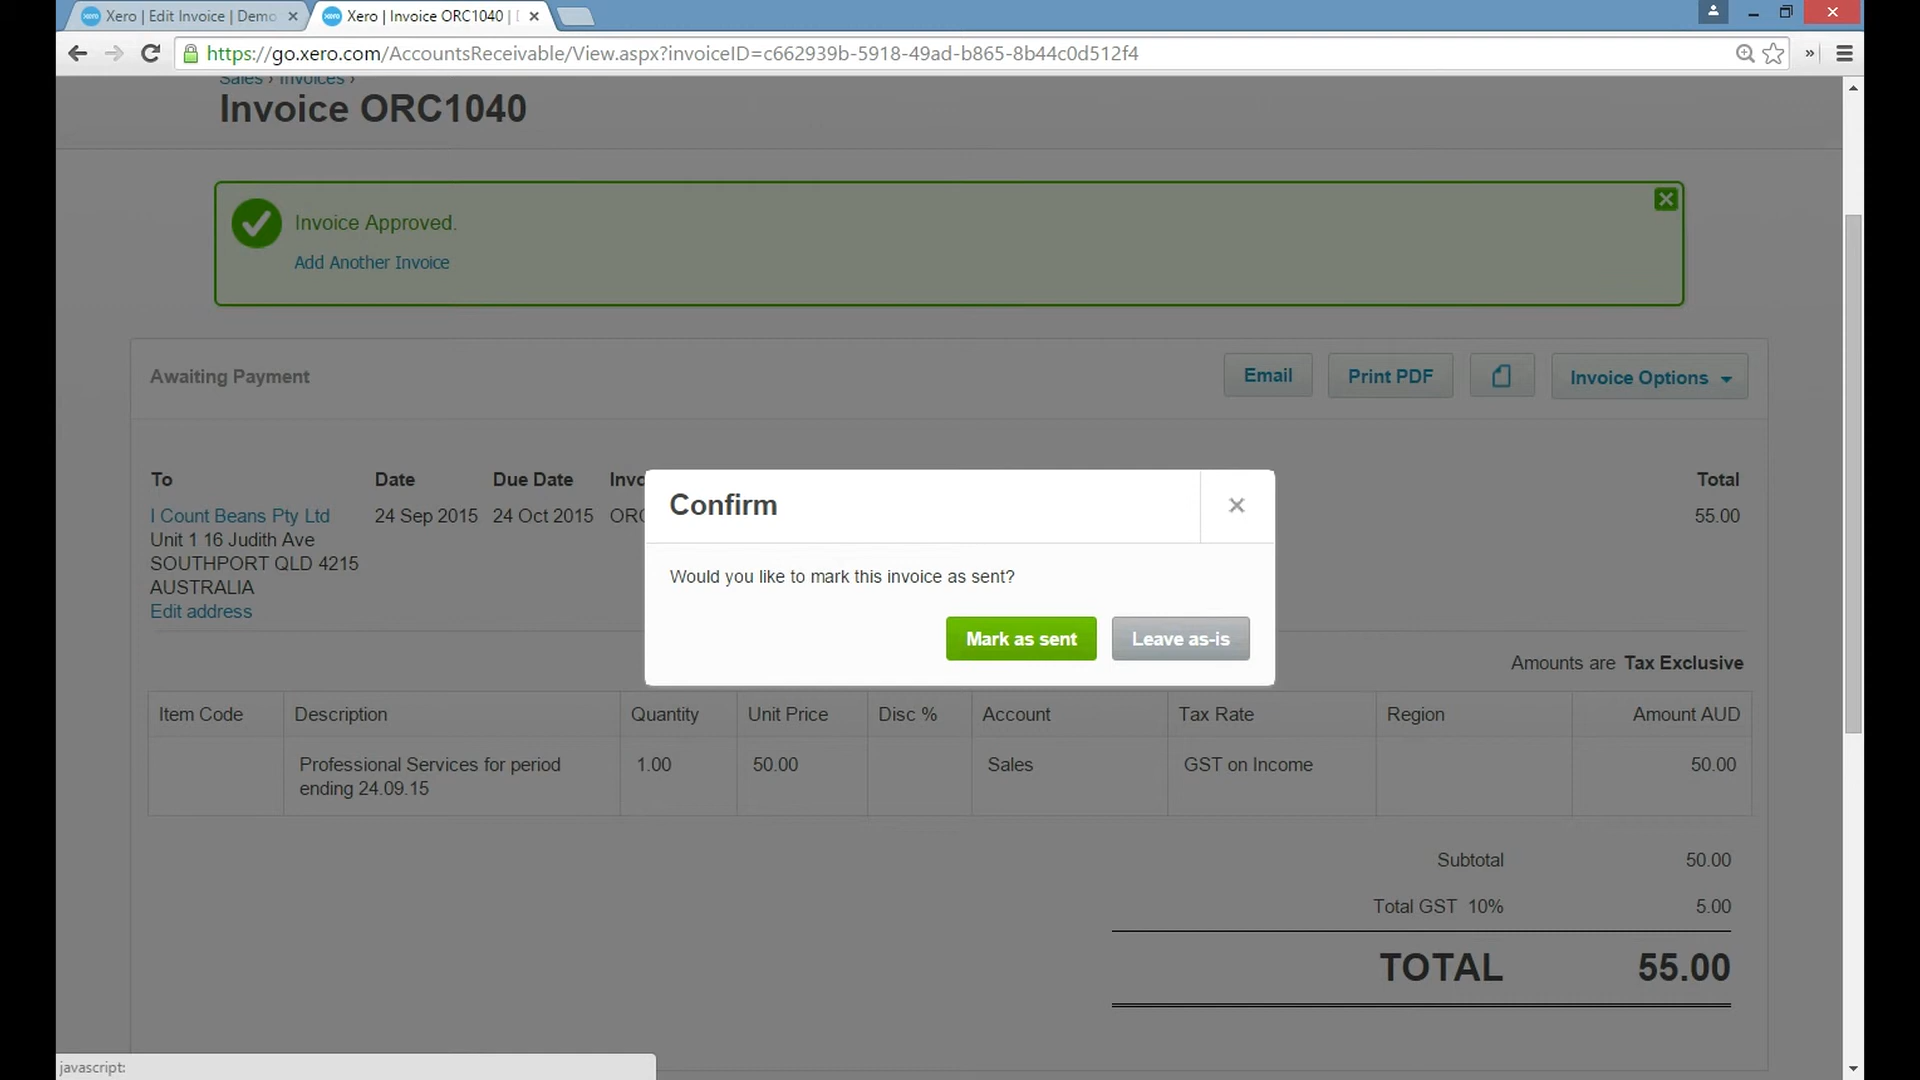 Xero | Edit Invoice | Demo
Xero | Invoice ORC1040 |
https://go.xero.com/AccountsReceivable/View.aspx?invoiceID=c662939b-5918-49ad-b865-8b44c0d512f4
Sales › Invoices ›
Invoice ORC1040
Invoice Approved.
Add Another Invoice
Awaiting Payment
Email
Print PDF
Invoice Options
To Date Due Date Invo Total
I Count Beans Pty Ltd 24 Sep 2015 24 Oct 2015 ORC 55.00
Unit 1 16 Judith Ave
SOUTHPORT QLD 4215
AUSTRALIA
Edit address
Confirm
Would you like to mark this invoice as sent?
Mark as sent
Leave as-is
Amounts are Tax Exclusive
Item Code Description Quantity Unit Price Disc % Account Tax Rate Region Amount AUD
Professional Services for period 1.00 50.00 Sales GST on Income 50.00
ending 24.09.15
Subtotal 50.00
Total GST 10% 5.00
TOTAL 55.00
javascript: